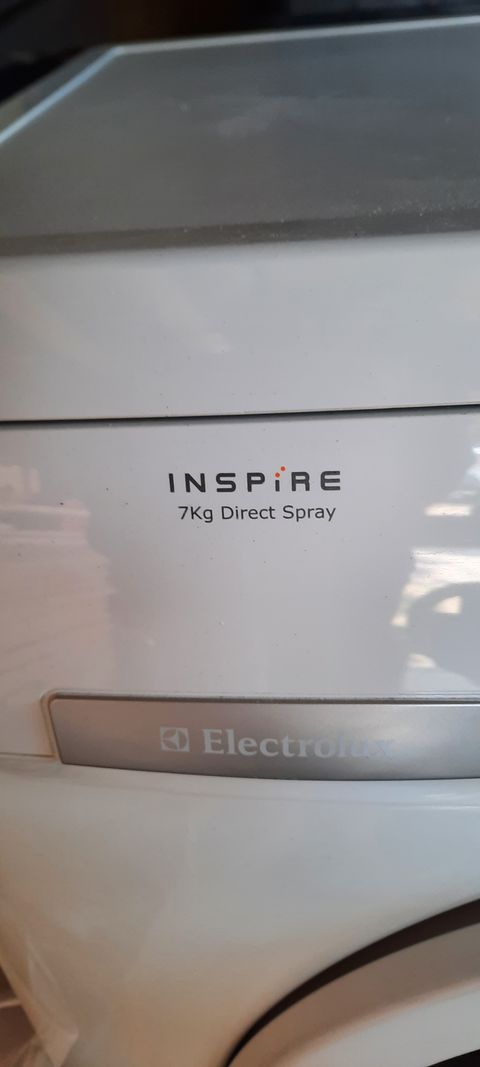 INSPiRE
7Kg Direct Spray
Electrolux